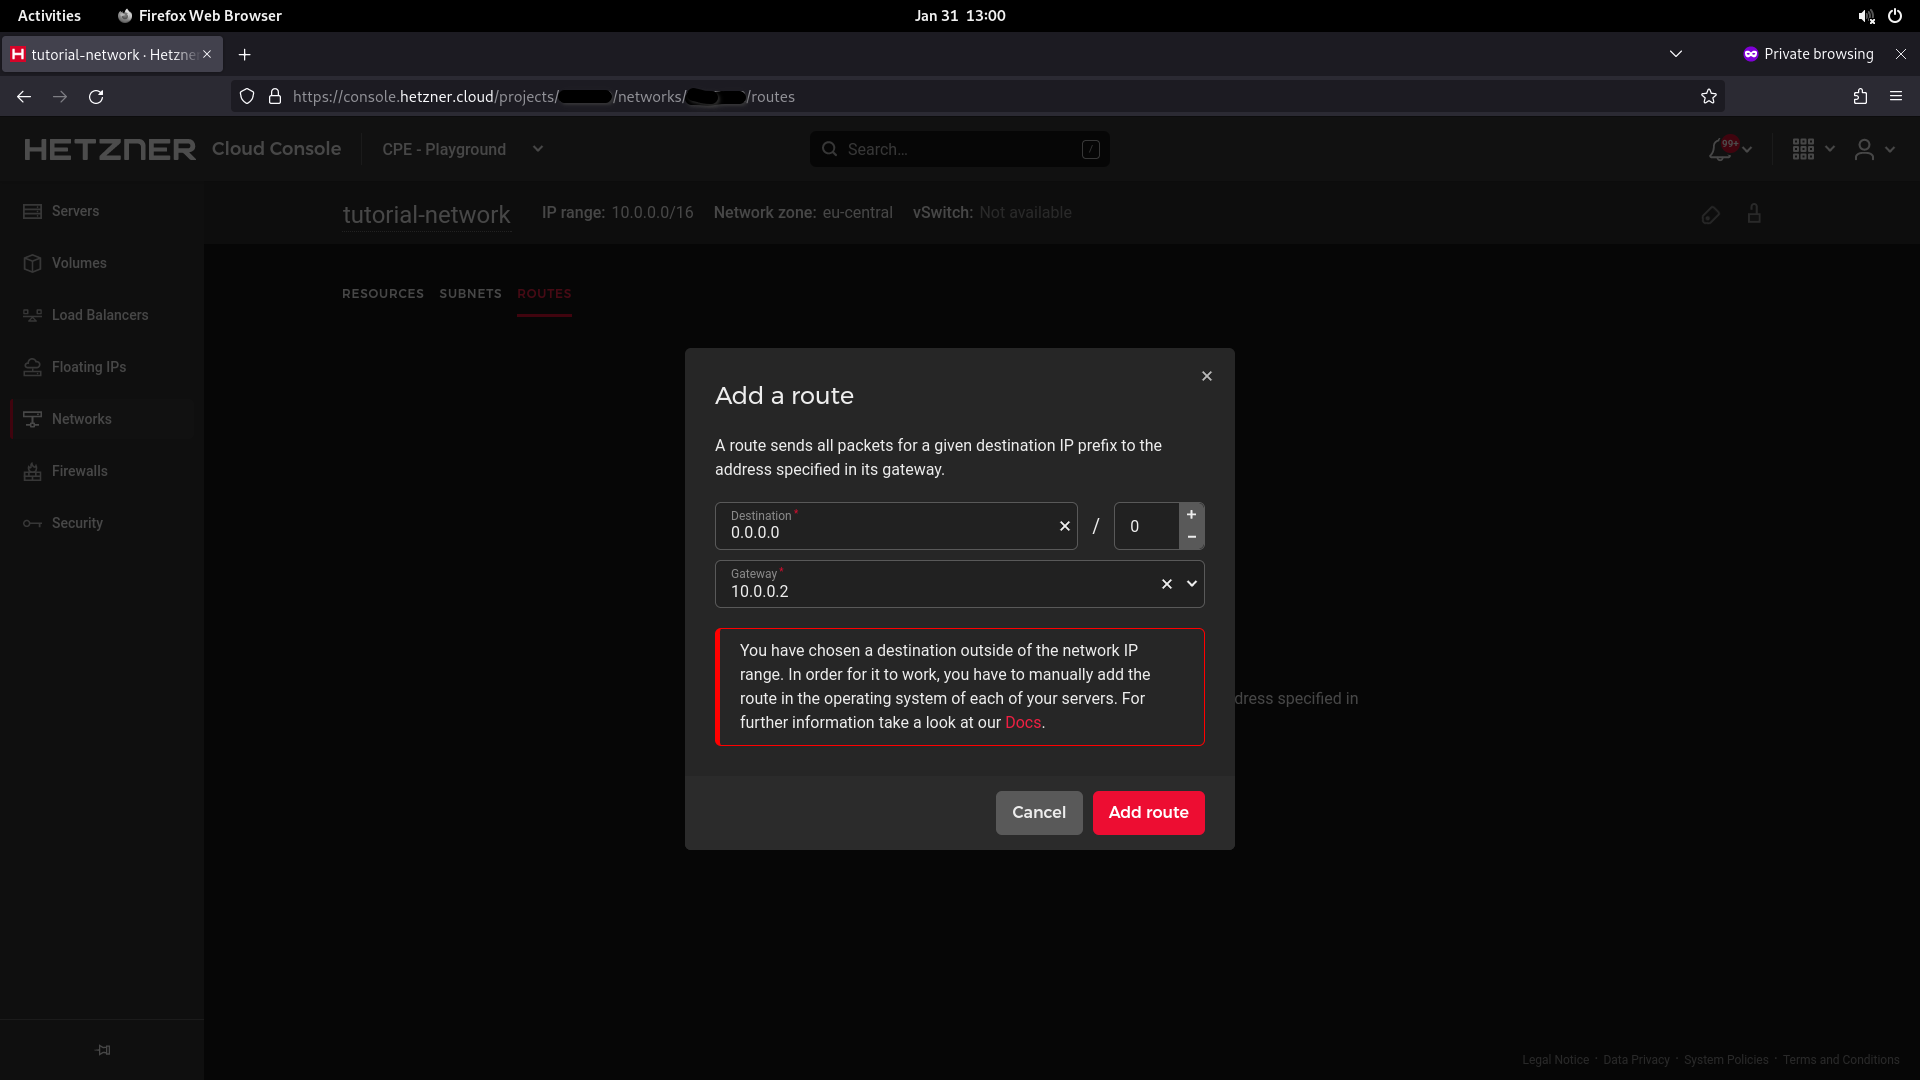 Activities
Firefox Web Browser
Jan 31 13:00
tutorial-network · Hetzne
Private browsing
https://console.hetzner.cloud/projects/
/networks/
/routes
HETZNER Cloud Console
CPE - Playground
Search...
/
99+
Servers
Volumes
Load Balancers
Floating IPs
Networks
Firewalls
Security
tutorial-network
IP range: 10.0.0.0/16
Network zone: eu-central
vSwitch: Not available
RESOURCES
SUBNETS
ROUTES
Add a route
A route sends all packets for a given destination IP prefix to the
address specified in its gateway.
Destination *
0.0.0.0
/
0
+
−
Gateway *
10.0.0.2
You have chosen a destination outside of the network IP
range. In order for it to work, you have to manually add the
route in the operating system of each of your servers. For
further information take a look at our Docs.
dress specified in
Cancel
Add route
Legal Notice · Data Privacy · System Policies · Terms and Conditions